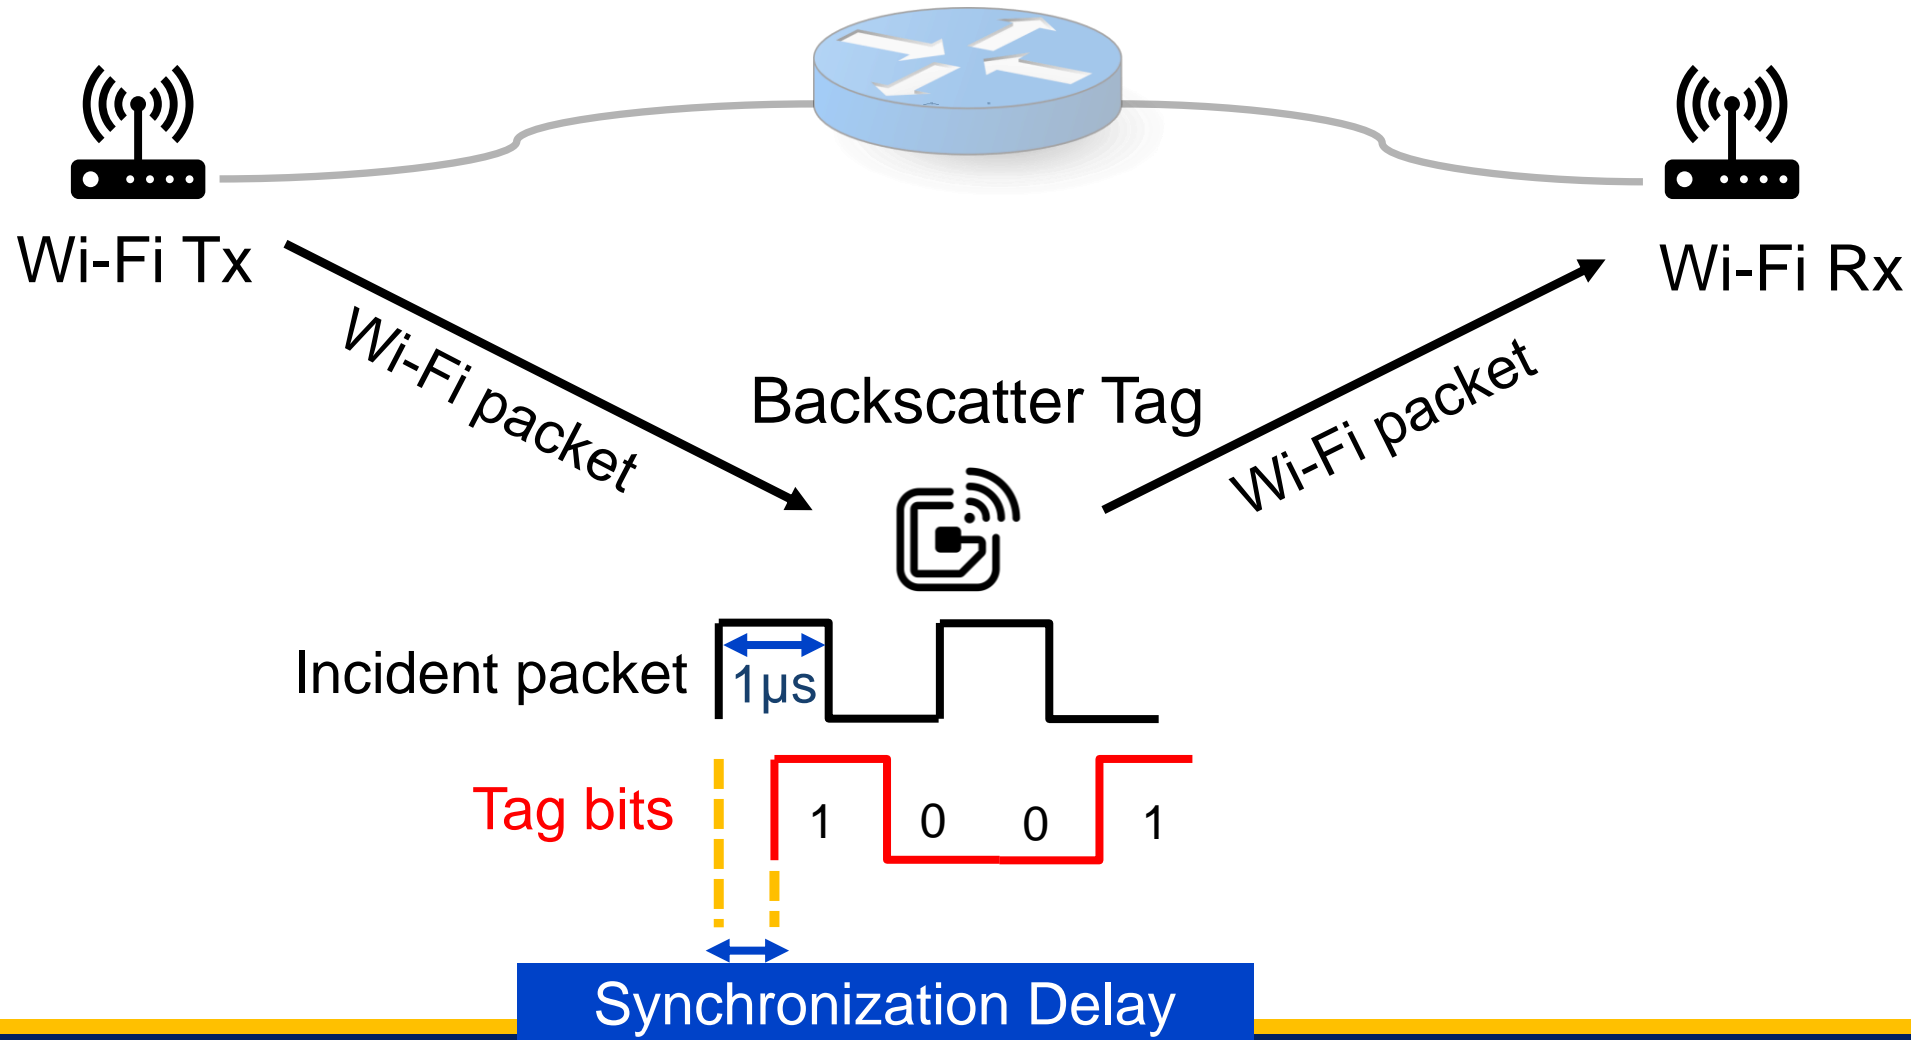 Wi-Fi Tx
Wi-Fi Rx
Wi-Fi packet
Wi-Fi packet
Backscatter Tag
Incident packet
1µs
Tag bits
1 0 0 1
Synchronization Delay